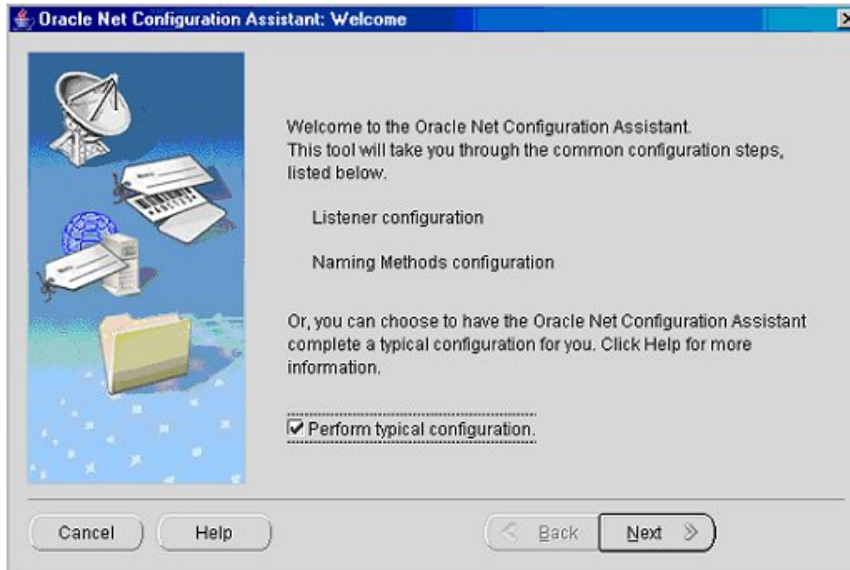 Oracle Net Configuration Assistant: Welcome
Welcome to the Oracle Net Configuration Assistant.
This tool will take you through the common configuration steps,
listed below.
Listener configuration
Naming Methods configuration
Or, you can choose to have the Oracle Net Configuration Assistant
complete a typical configuration for you. Click Help for more
information.
Perform typical configuration.
Cancel Help Back Next